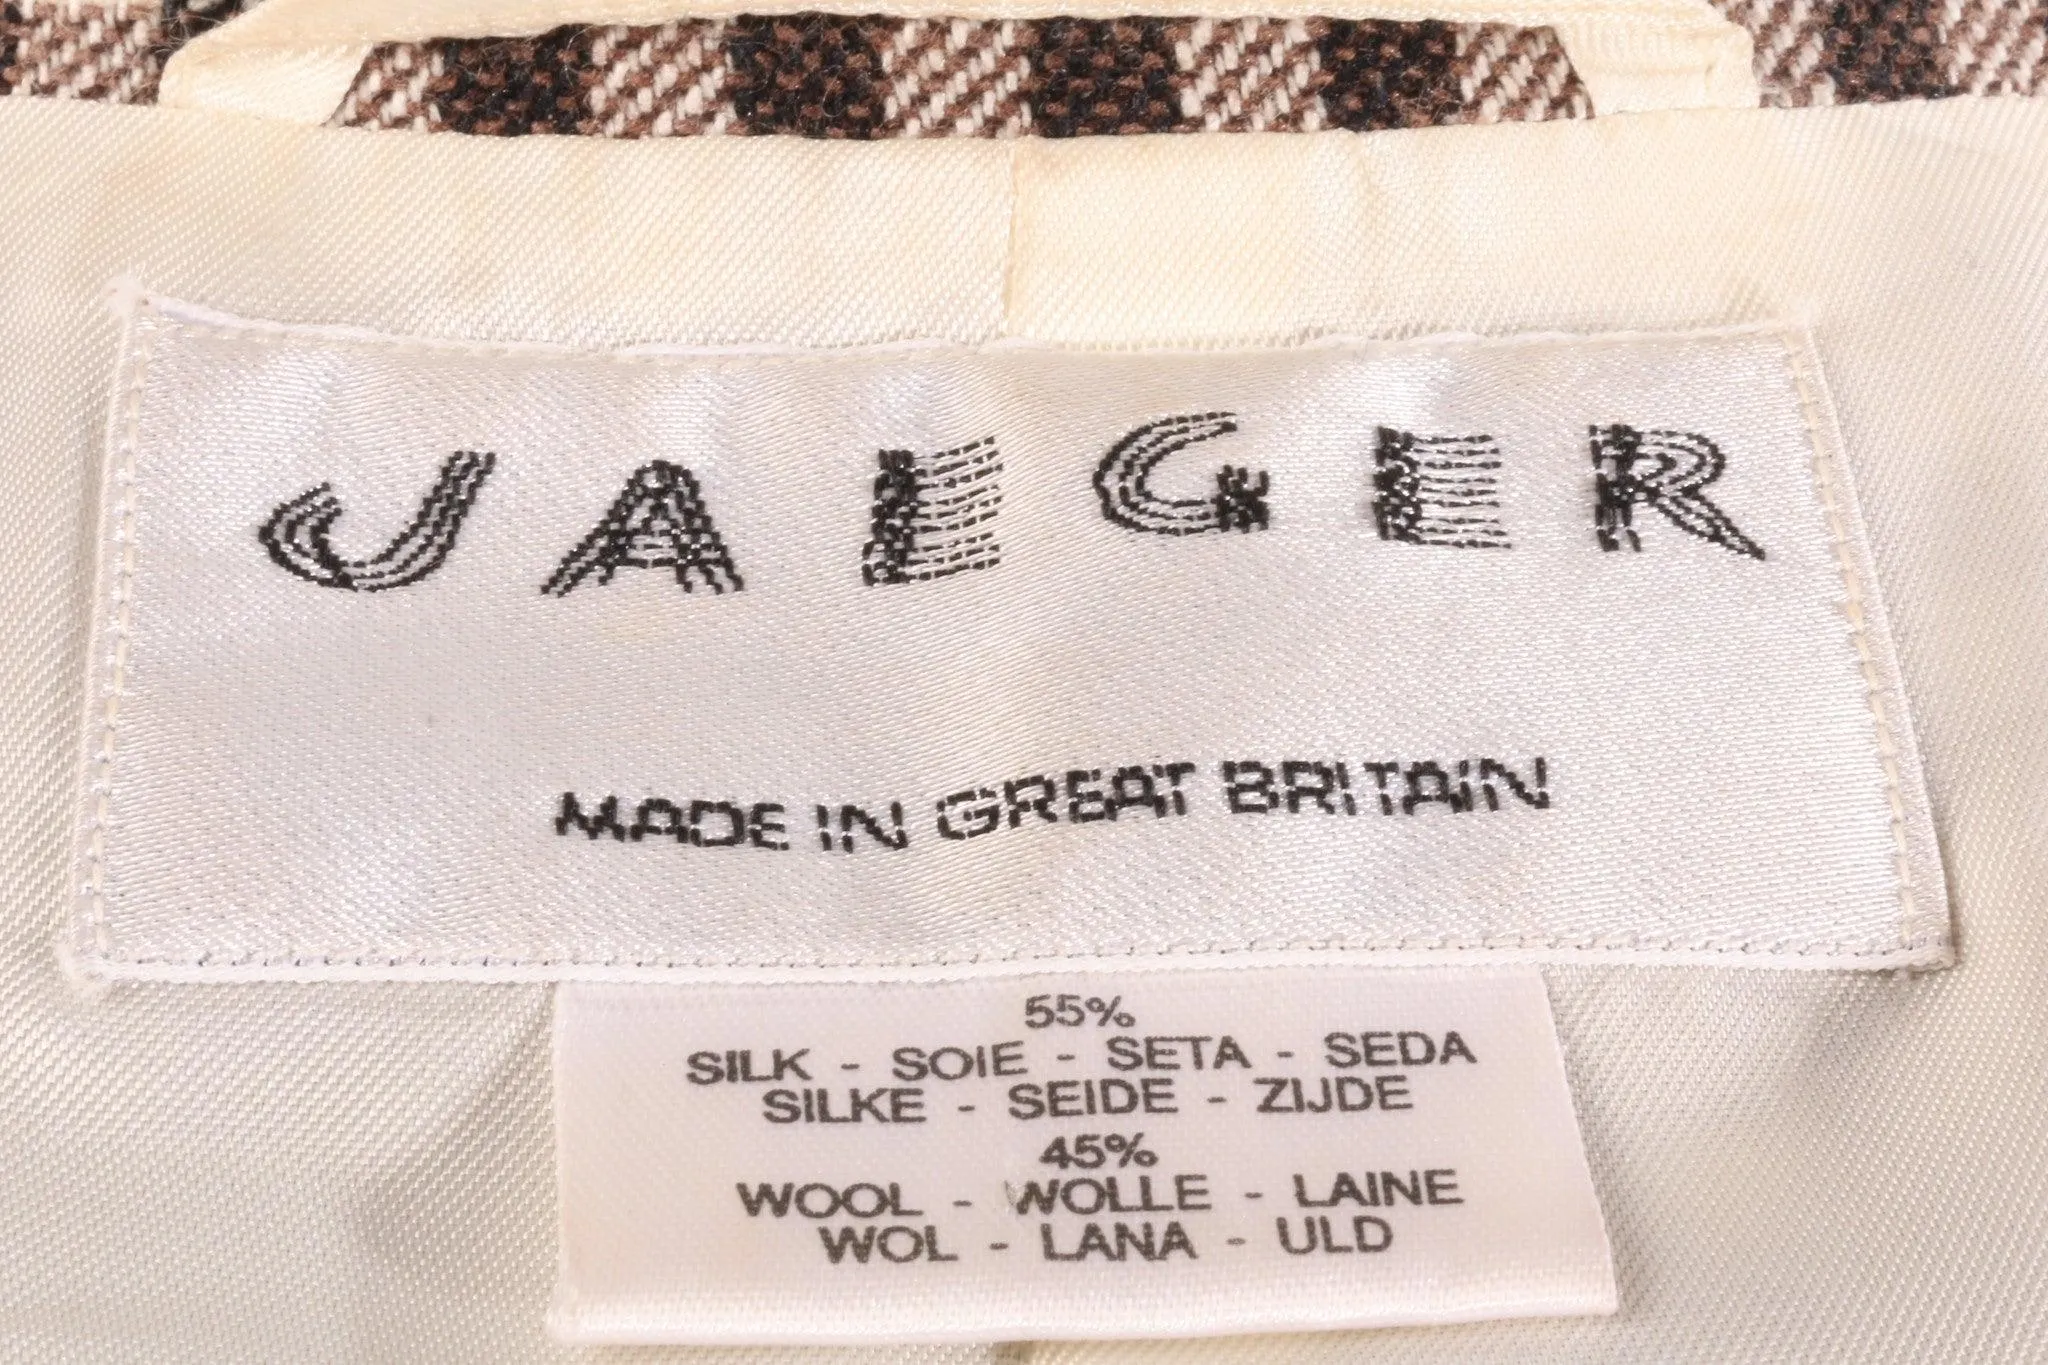 JAEGER
MADE IN GREAT BRITAIN
55%
SILK - SOIE - SETA - SEDA
SILKE - SEIDE - ZIJDE
45%
WOOL - WOLLE - LAINE
WOL - LANA - ULD